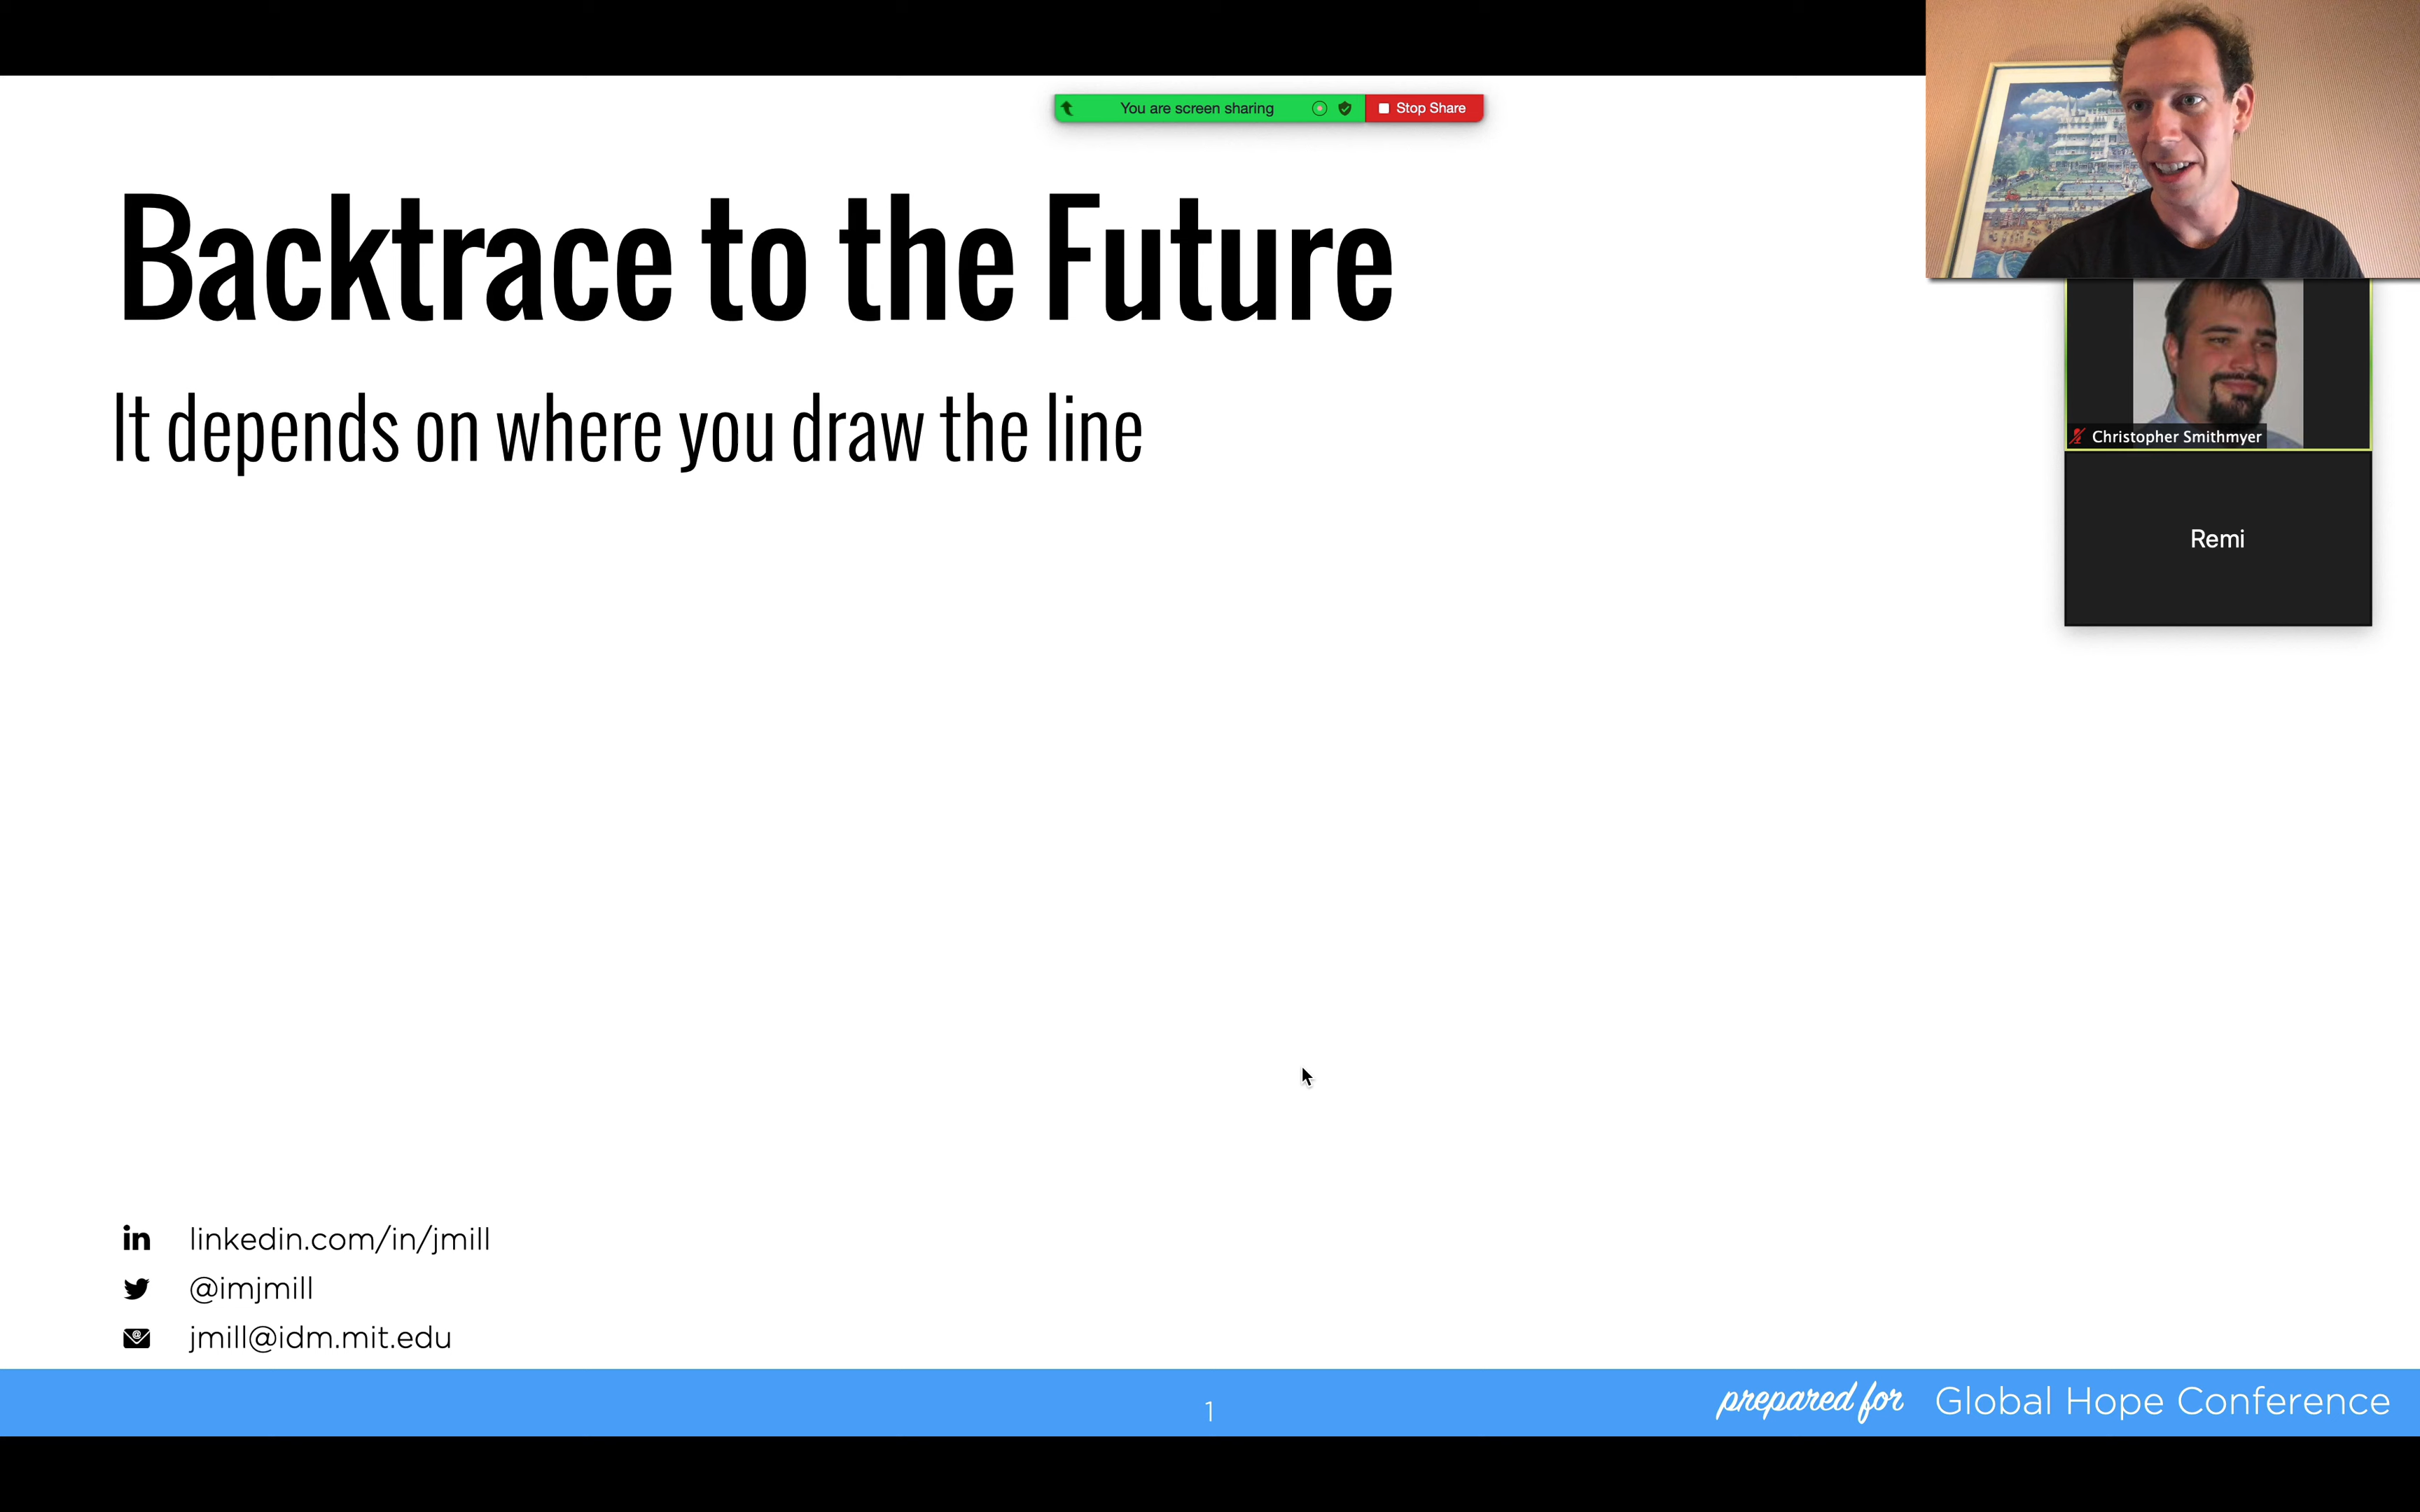 You are screen sharing
Stop Share
Backtrace to the Future
It depends on where you draw the line
Christopher Smithmyer
Remi
in linkedin.com/in/jmill
@imjmill
jmill@idm.mit.edu
1
prepared for Global Hope Conference